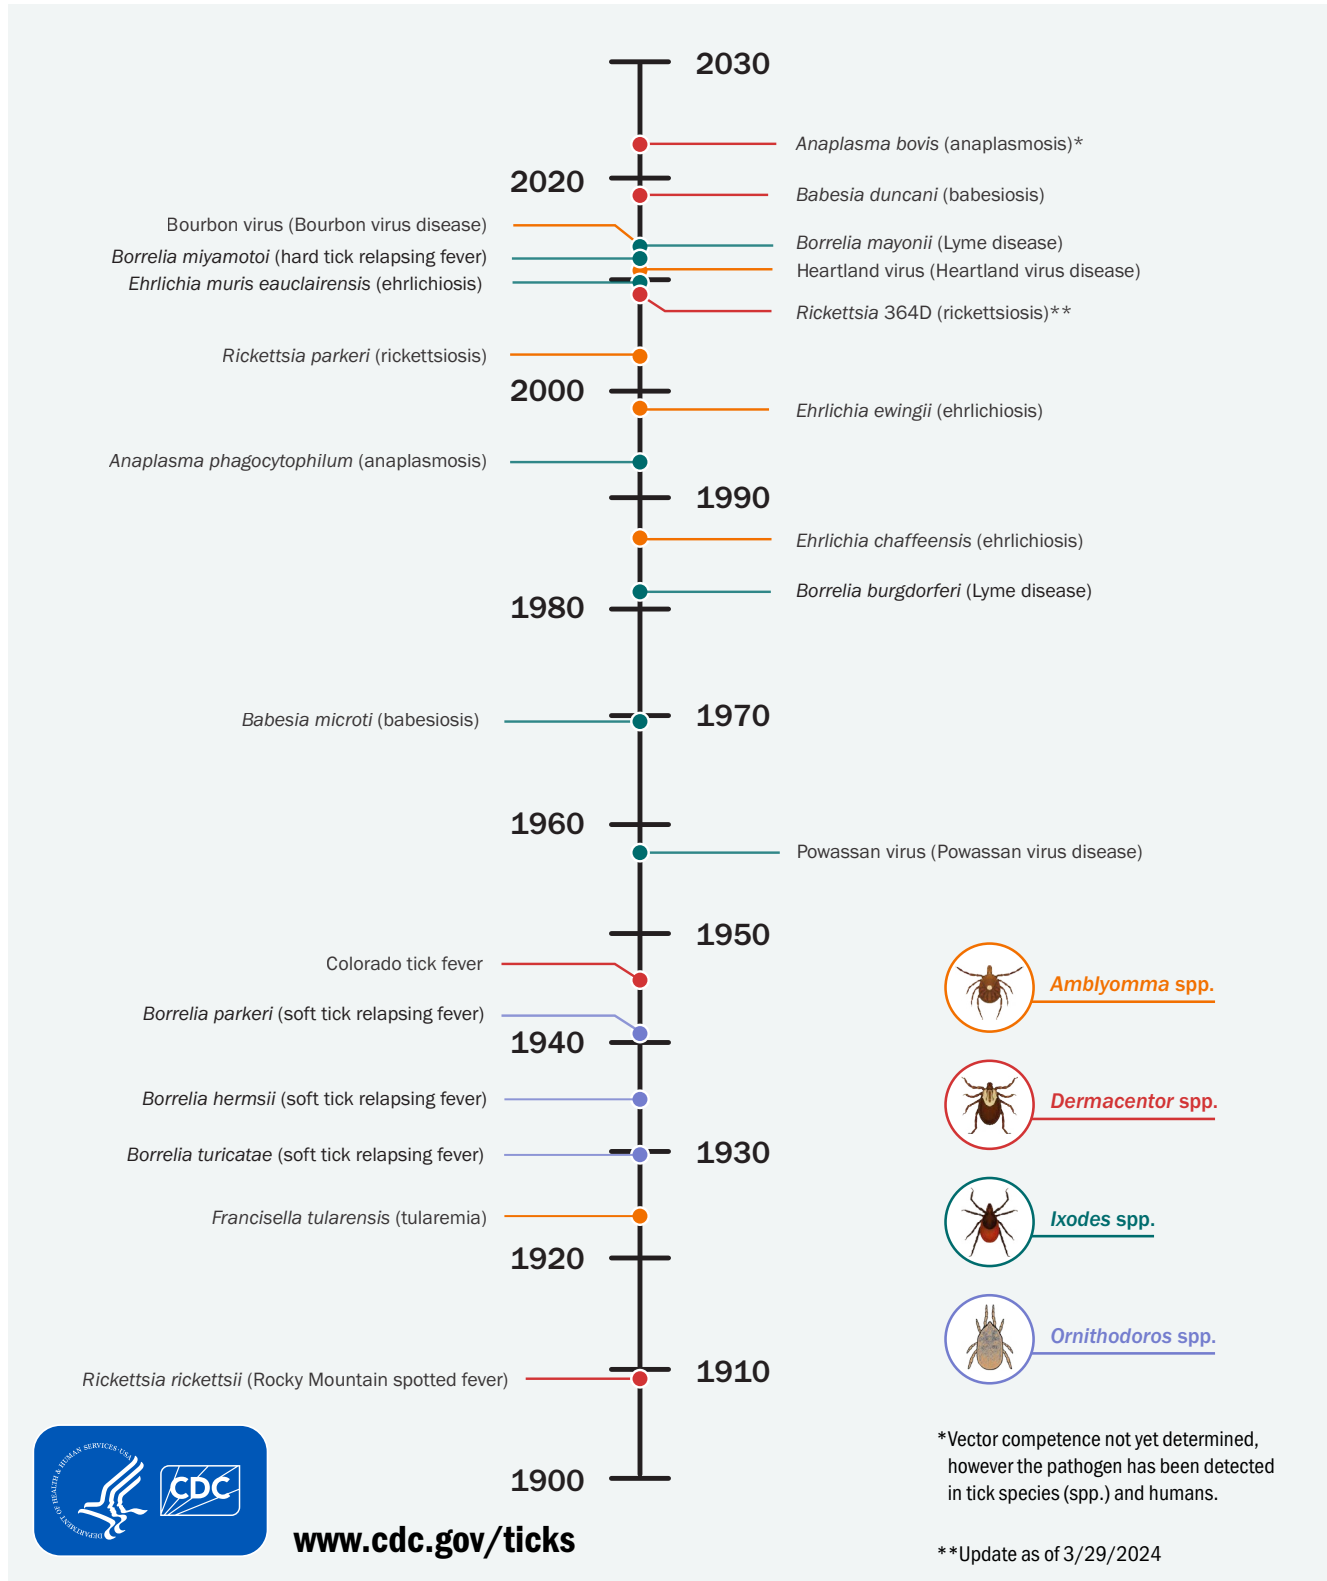 2030
Anaplasma bovis (anaplasmosis)*
2020
Babesia duncani (babesiosis)
Bourbon virus (Bourbon virus disease)
Borrelia mayonii (Lyme disease)
Borrelia miyamotoi (hard tick relapsing fever)
Heartland virus (Heartland virus disease)
Ehrlichia muris eauclairensis (ehrlichiosis)
Rickettsia 364D (rickettsiosis)**
Rickettsia parkeri (rickettsiosis)
2000
Ehrlichia ewingii (ehrlichiosis)
Anaplasma phagocytophilum (anaplasmosis)
1990
Ehrlichia chaffeensis (ehrlichiosis)
Borrelia burgdorferi (Lyme disease)
1980
Babesia microti (babesiosis)
1970
1960
Powassan virus (Powassan virus disease)
1950
Colorado tick fever
Borrelia parkeri (soft tick relapsing fever)
1940
Borrelia hermsii (soft tick relapsing fever)
Borrelia turicatae (soft tick relapsing fever)
1930
Francisella tularensis (tularemia)
1920
1910
Rickettsia rickettsii (Rocky Mountain spotted fever)
1900
Amblyomma spp.
Dermacentor spp.
Ixodes spp.
Ornithodoros spp.
DEPARTMENT OF HEALTH & HUMAN SERVICES·USA
CDC
www.cdc.gov/ticks
*Vector competence not yet determined,
however the pathogen has been detected
in tick species (spp.) and humans.
**Update as of 3/29/2024